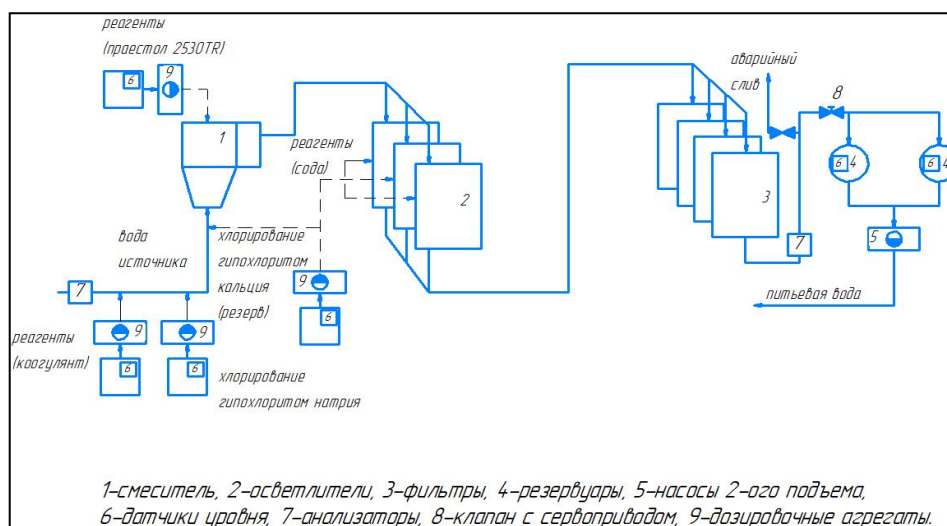 реагенты
(праестол 2530TR)
6
9
1
реагенты
(сода)
2
аварийный
слив
8
6 4
6 4
3
7
5
питьевая вода
вода
источника
7
хлорирование
гипохлоритом
кальция
(резерв)
9
6
реагенты
(коагулянт)
9
6
9
6
хлорирование
гипохлоритом натрия
1-смеситель, 2-осветлители, 3-фильтры, 4-резервуары, 5-насосы 2-ого подъема,
6-датчики уровня, 7-анализаторы, 8-клапан с сервоприводом, 9-дозировочные агрегаты.